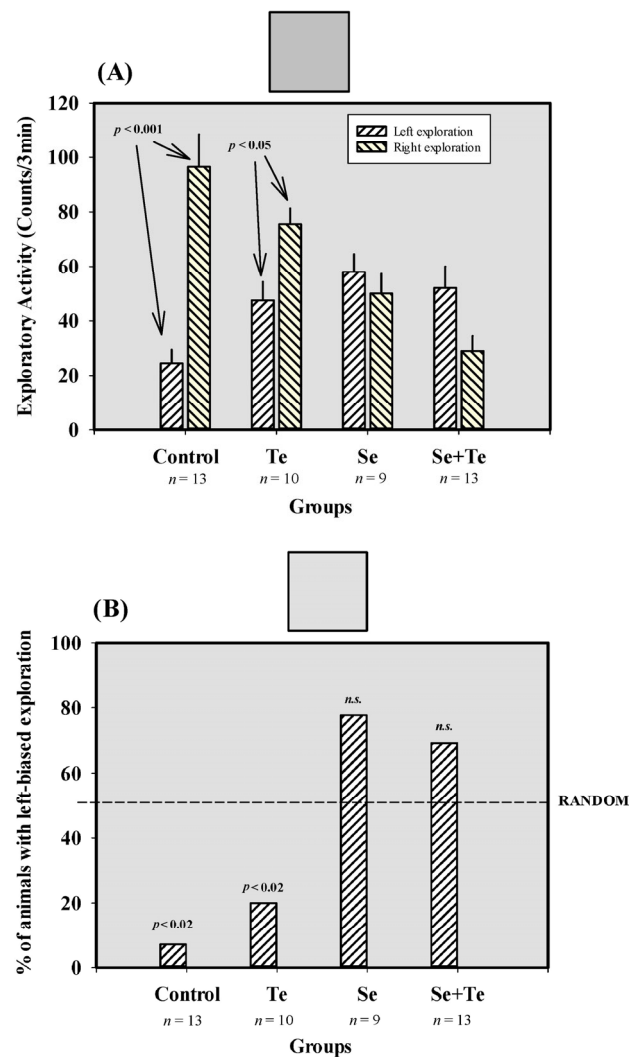 (A)
Exploratory Activity (Counts/3min)
120
100
80
60
40
20
0
p < 0.001
p < 0.05
Left exploration
Right exploration
Control Te Se Se+Te
n = 13 n = 10 n = 9 n = 13
Groups
(B)
% of animals with left-biased exploration
100
80
60
40
20
0
n.s.
n.s.
RANDOM
p < 0.02
p < 0.02
Control Te Se Se+Te
n = 13 n = 10 n = 9 n = 13
Groups